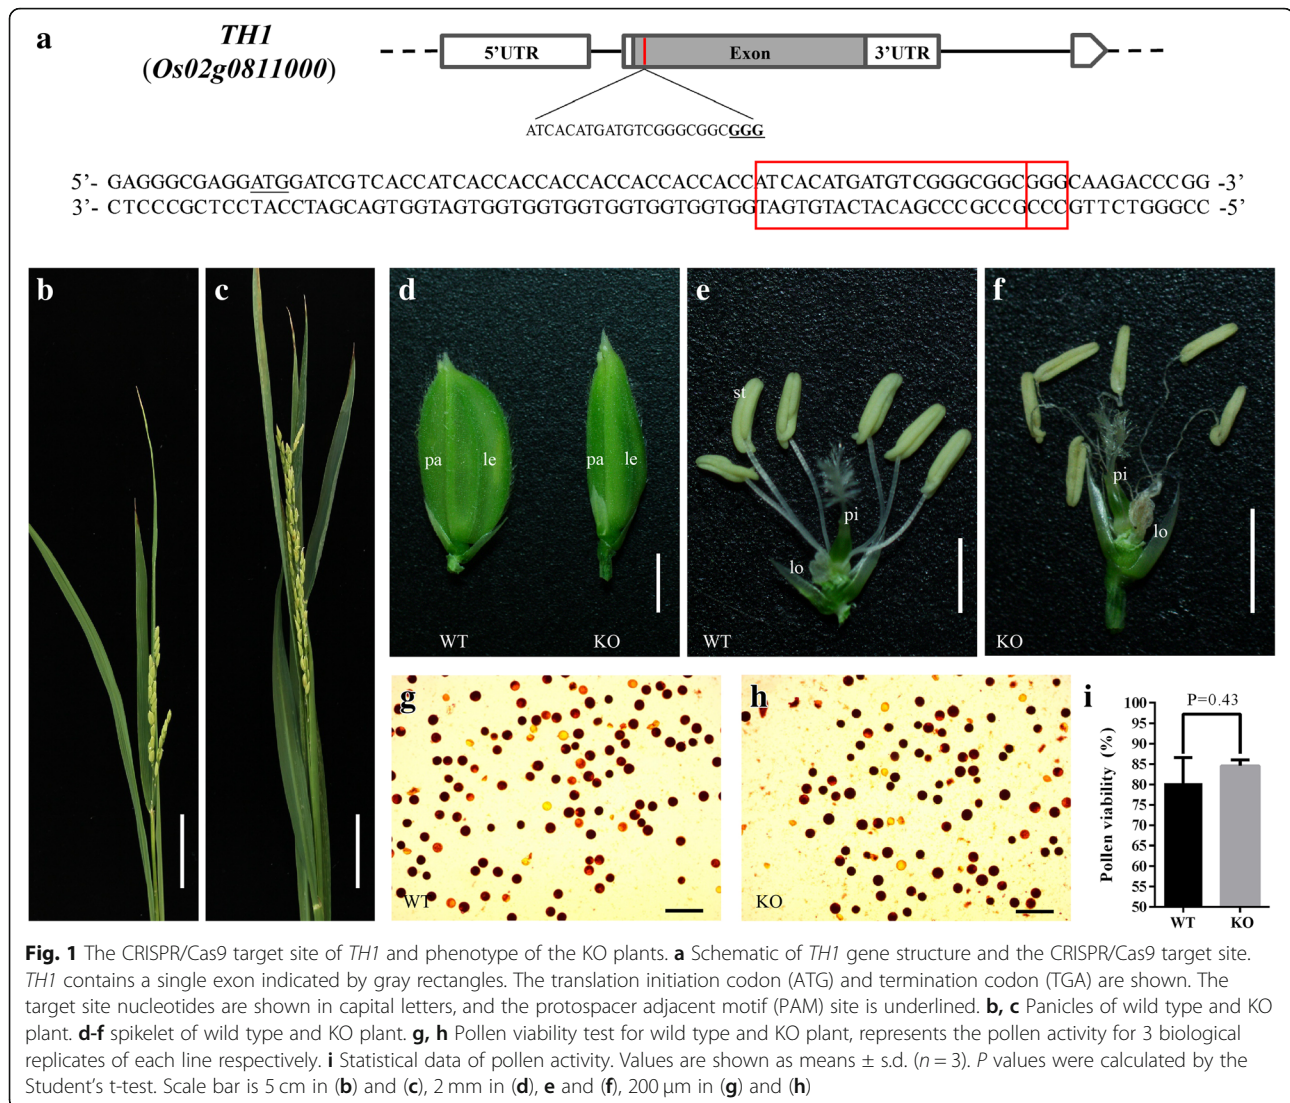 a
TH1
(Os02g0811000)
5’UTR
Exon
3’UTR
ATCACATGATGTCGGGCGGCGGG
5’- GAGGGCGAGGATGGATCGTCACCATCACCACCACCACCACCACCACCATCACATGATGTCGGGCGGCGGGCAAGACCCGG -3’
3’- CTCCCGCTCCTACCTAGCAGTGGTAGTGGTGGTGGTGGTGGTGGTGGTAGTGTACTACAGCCCGCCGCCCGTTCTGGGCC -5’
b
c
d
pa
le
pa
le
WT
KO
e
st
pi
lo
WT
f
pi
lo
KO
g
WT
h
KO
i
P=0.43
Pollen viability (%)
100
95
90
85
80
75
70
65
60
55
50
WT
KO
Fig. 1 The CRISPR/Cas9 target site of TH1 and phenotype of the KO plants. a Schematic of TH1 gene structure and the CRISPR/Cas9 target site.
TH1 contains a single exon indicated by gray rectangles. The translation initiation codon (ATG) and termination codon (TGA) are shown. The
target site nucleotides are shown in capital letters, and the protospacer adjacent motif (PAM) site is underlined. b, c Panicles of wild type and KO
plant. d-f spikelet of wild type and KO plant. g, h Pollen viability test for wild type and KO plant, represents the pollen activity for 3 biological
replicates of each line respectively. i Statistical data of pollen activity. Values are shown as means ± s.d. (n = 3). P values were calculated by the
Student’s t-test. Scale bar is 5 cm in (b) and (c), 2 mm in (d), e and (f), 200 μm in (g) and (h)